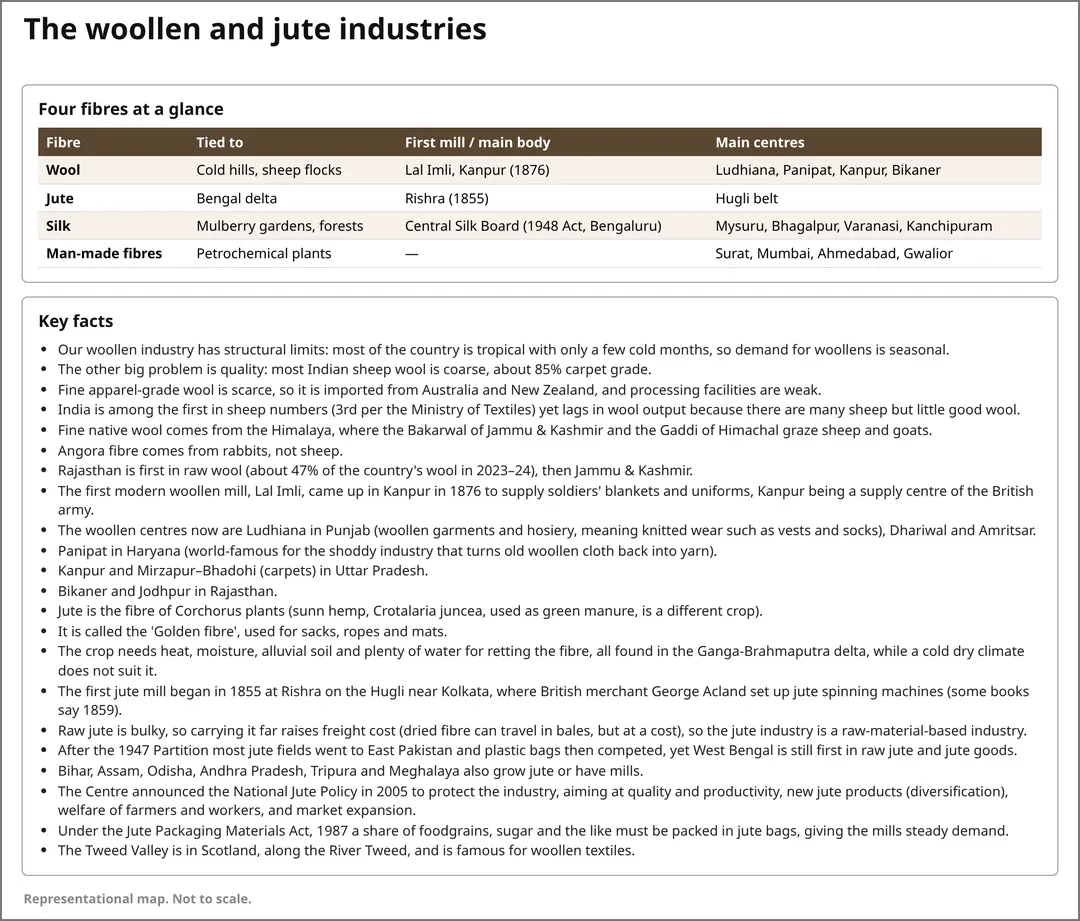 The woollen and jute industries
Four fibres at a glance
Fibre Tied to First mill / main body Main centres
Wool Cold hills, sheep flocks Lal Imli, Kanpur (1876) Ludhiana, Panipat, Kanpur, Bikaner
Jute Bengal delta Rishra (1855) Hugli belt
Silk Mulberry gardens, forests Central Silk Board (1948 Act, Bengaluru) Mysuru, Bhagalpur, Varanasi, Kanchipuram
Man-made fibres Petrochemical plants — Surat, Mumbai, Ahmedabad, Gwalior
Key facts
• Our woollen industry has structural limits: most of the country is tropical with only a few cold months, so demand for woollens is seasonal.
• The other big problem is quality: most Indian sheep wool is coarse, about 85% carpet grade.
• Fine apparel-grade wool is scarce, so it is imported from Australia and New Zealand, and processing facilities are weak.
• India is among the first in sheep numbers (3rd per the Ministry of Textiles) yet lags in wool output because there are many sheep but little good wool.
• Fine native wool comes from the Himalaya, where the Bakarwal of Jammu & Kashmir and the Gaddi of Himachal graze sheep and goats.
• Angora fibre comes from rabbits, not sheep.
• Rajasthan is first in raw wool (about 47% of the country's wool in 2023–24), then Jammu & Kashmir.
• The first modern woollen mill, Lal Imli, came up in Kanpur in 1876 to supply soldiers' blankets and uniforms, Kanpur being a supply centre of the British
army.
• The woollen centres now are Ludhiana in Punjab (woollen garments and hosiery, meaning knitted wear such as vests and socks), Dhariwal and Amritsar.
• Panipat in Haryana (world-famous for the shoddy industry that turns old woollen cloth back into yarn).
• Kanpur and Mirzapur–Bhadohi (carpets) in Uttar Pradesh.
• Bikaner and Jodhpur in Rajasthan.
• Jute is the fibre of Corchorus plants (sunn hemp, Crotalaria juncea, used as green manure, is a different crop).
• It is called the 'Golden fibre', used for sacks, ropes and mats.
• The crop needs heat, moisture, alluvial soil and plenty of water for retting the fibre, all found in the Ganga-Brahmaputra delta, while a cold dry climate
does not suit it.
• The first jute mill began in 1855 at Rishra on the Hugli near Kolkata, where British merchant George Acland set up jute spinning machines (some books
say 1859).
• Raw jute is bulky, so carrying it far raises freight cost (dried fibre can travel in bales, but at a cost), so the jute industry is a raw-material-based industry.
• After the 1947 Partition most jute fields went to East Pakistan and plastic bags then competed, yet West Bengal is still first in raw jute and jute goods.
• Bihar, Assam, Odisha, Andhra Pradesh, Tripura and Meghalaya also grow jute or have mills.
• The Centre announced the National Jute Policy in 2005 to protect the industry, aiming at quality and productivity, new jute products (diversification),
welfare of farmers and workers, and market expansion.
• Under the Jute Packaging Materials Act, 1987 a share of foodgrains, sugar and the like must be packed in jute bags, giving the mills steady demand.
• The Tweed Valley is in Scotland, along the River Tweed, and is famous for woollen textiles.
Representational map. Not to scale.